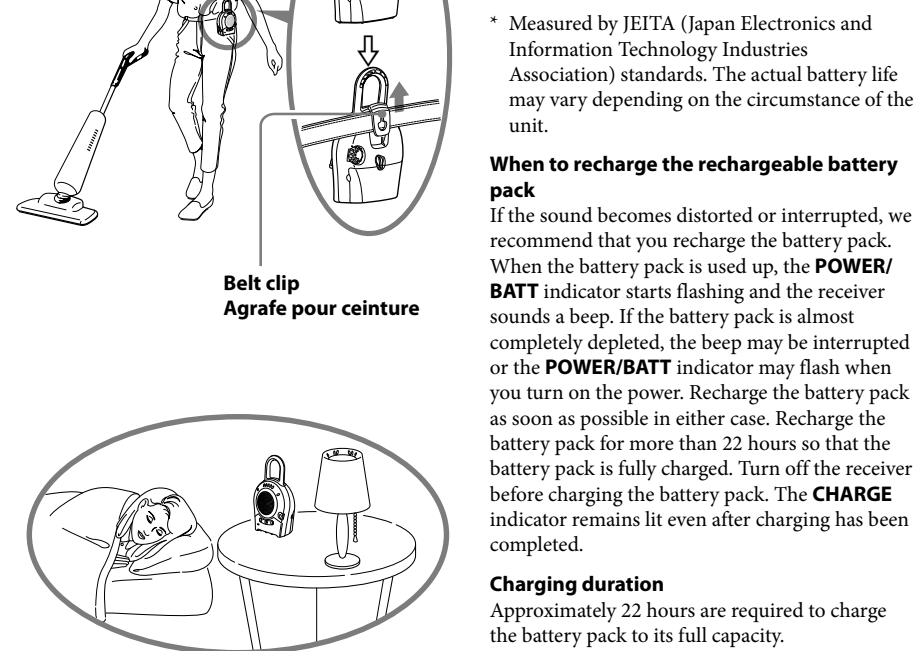 Belt clip
Agrafe pour ceinture
* Measured by JEITA (Japan Electronics and
Information Technology Industries
Association) standards. The actual battery life
may vary depending on the circumstance of the
unit.
When to recharge the rechargeable battery
pack
If the sound becomes distorted or interrupted, we
recommend that you recharge the battery pack.
When the battery pack is used up, the POWER/
BATT indicator starts flashing and the receiver
sounds a beep. If the battery pack is almost
completely depleted, the beep may be interrupted
or the POWER/BATT indicator may flash when
you turn on the power. Recharge the battery pack
as soon as possible in either case. Recharge the
battery pack for more than 22 hours so that the
battery pack is fully charged. Turn off the receiver
before charging the battery pack. The CHARGE
indicator remains lit even after charging has been
completed.
Charging duration
Approximately 22 hours are required to charge
the battery pack to its full capacity.